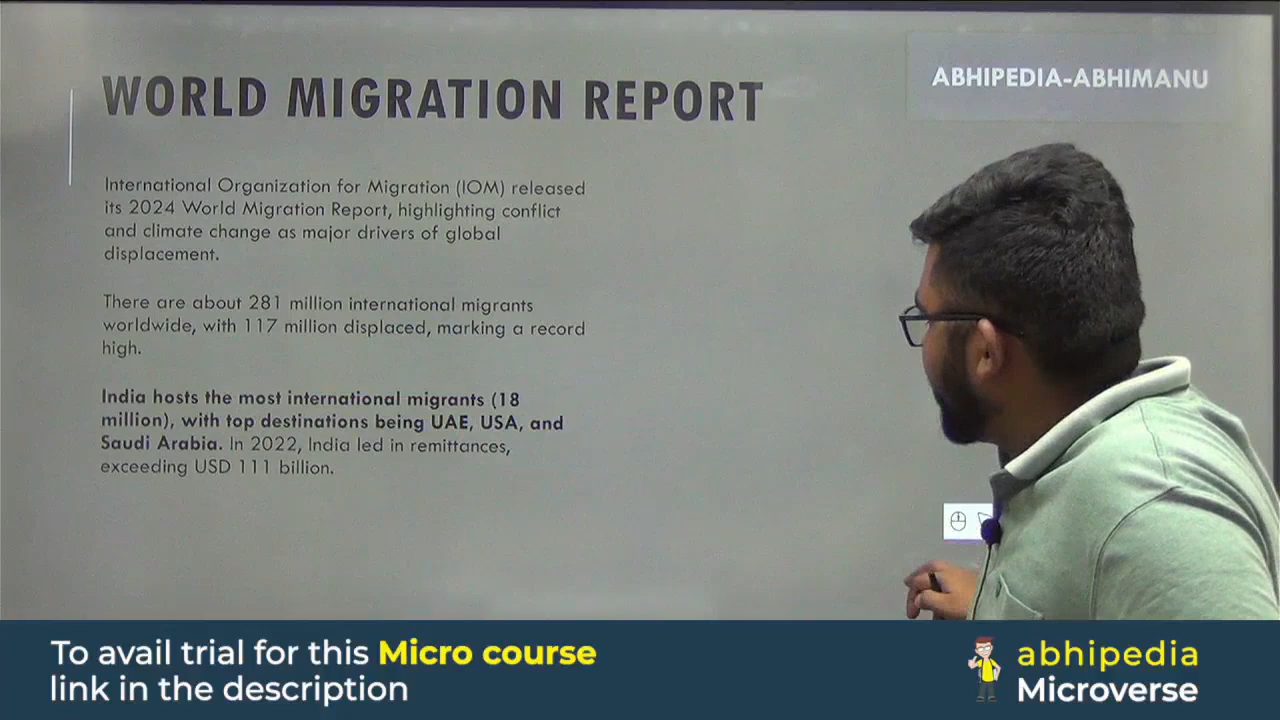 WORLD MIGRATION REPORT
ABHIPEDIA-ABHIMANU
International Organization for Migration (IOM) released
its 2024 World Migration Report, highlighting conflict
and climate change as major drivers of global
displacement.
There are about 281 million international migrants
worldwide, with 117 million displaced, marking a record
high.
India hosts the most international migrants (18
million), with top destinations being UAE, USA, and
Saudi Arabia. In 2022, India led in remittances,
exceeding USD 111 billion.
To avail trial for this Micro course
link in the description
abhipedia
Microverse